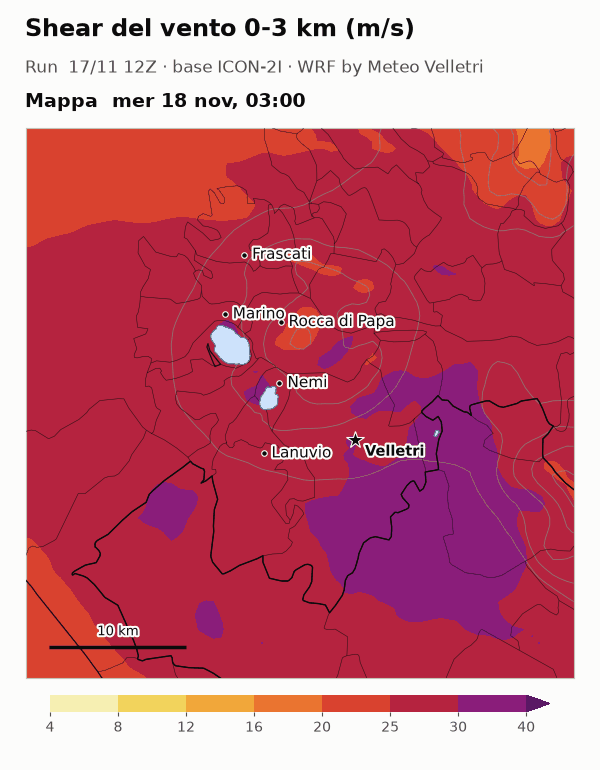 Shear del vento 0-3 km (m/s)
Run  17/11 12Z · base ICON-2I · WRF by Meteo Velletri
Mappa  mer 18 nov, 03:00
Frascati
Marino
Rocca di Papa
Nemi
Velletri
Lanuvio
10 km
4 8 12 16 20 25 30 40